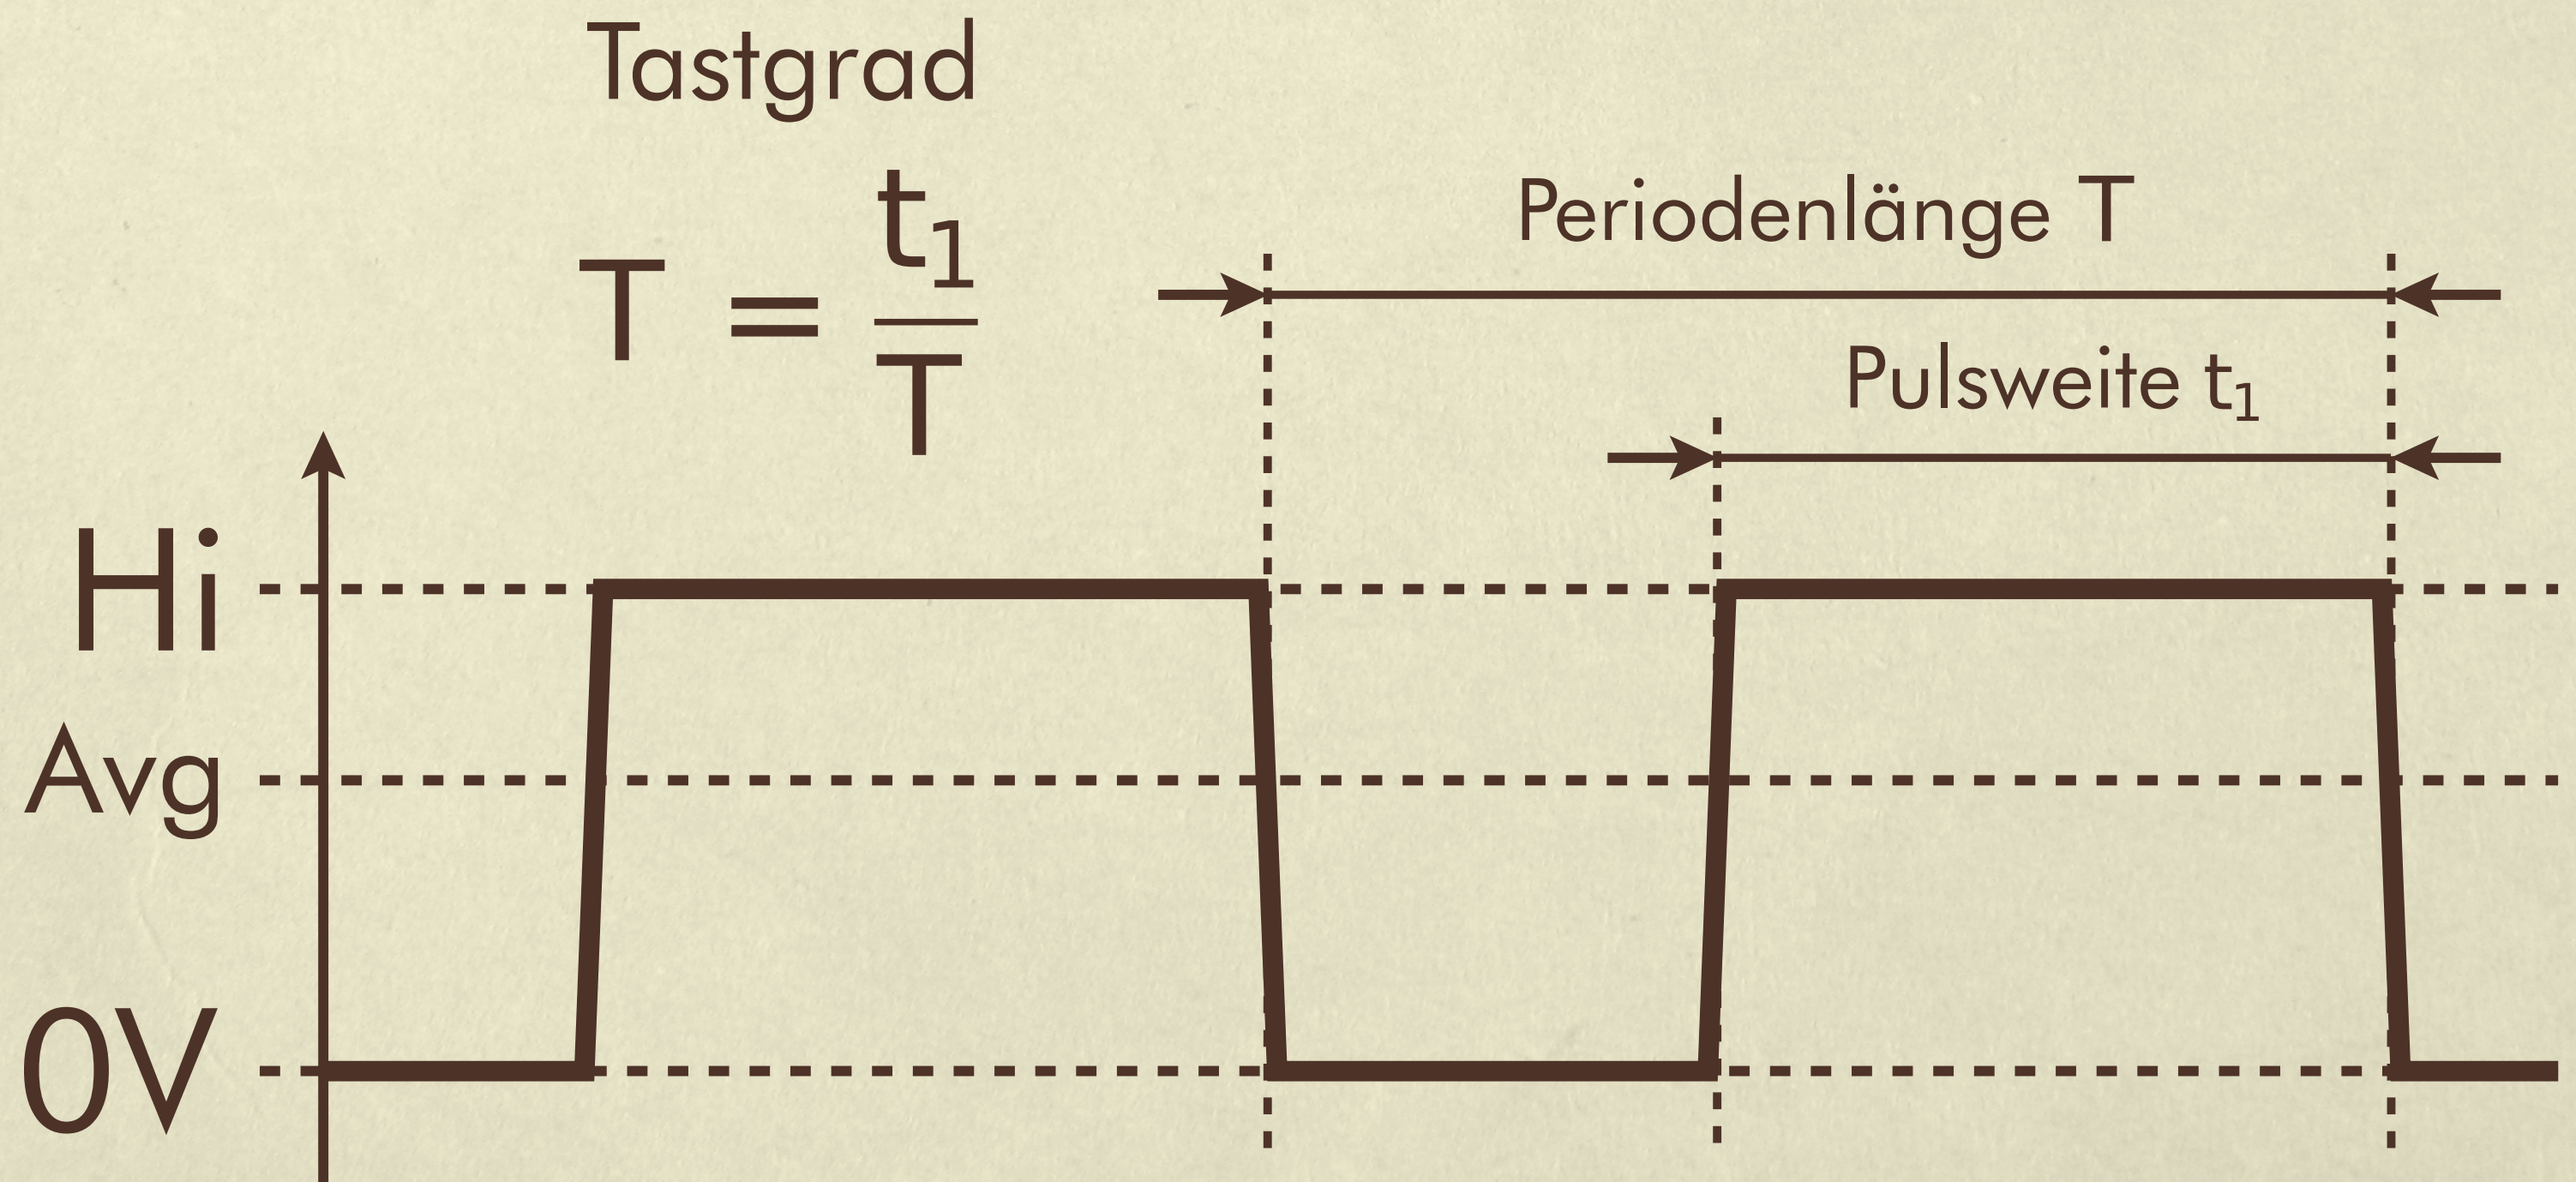 Tastgrad
T = t₁/T
Periodenlänge T
Pulsweite t₁
Hi
Avg
0V